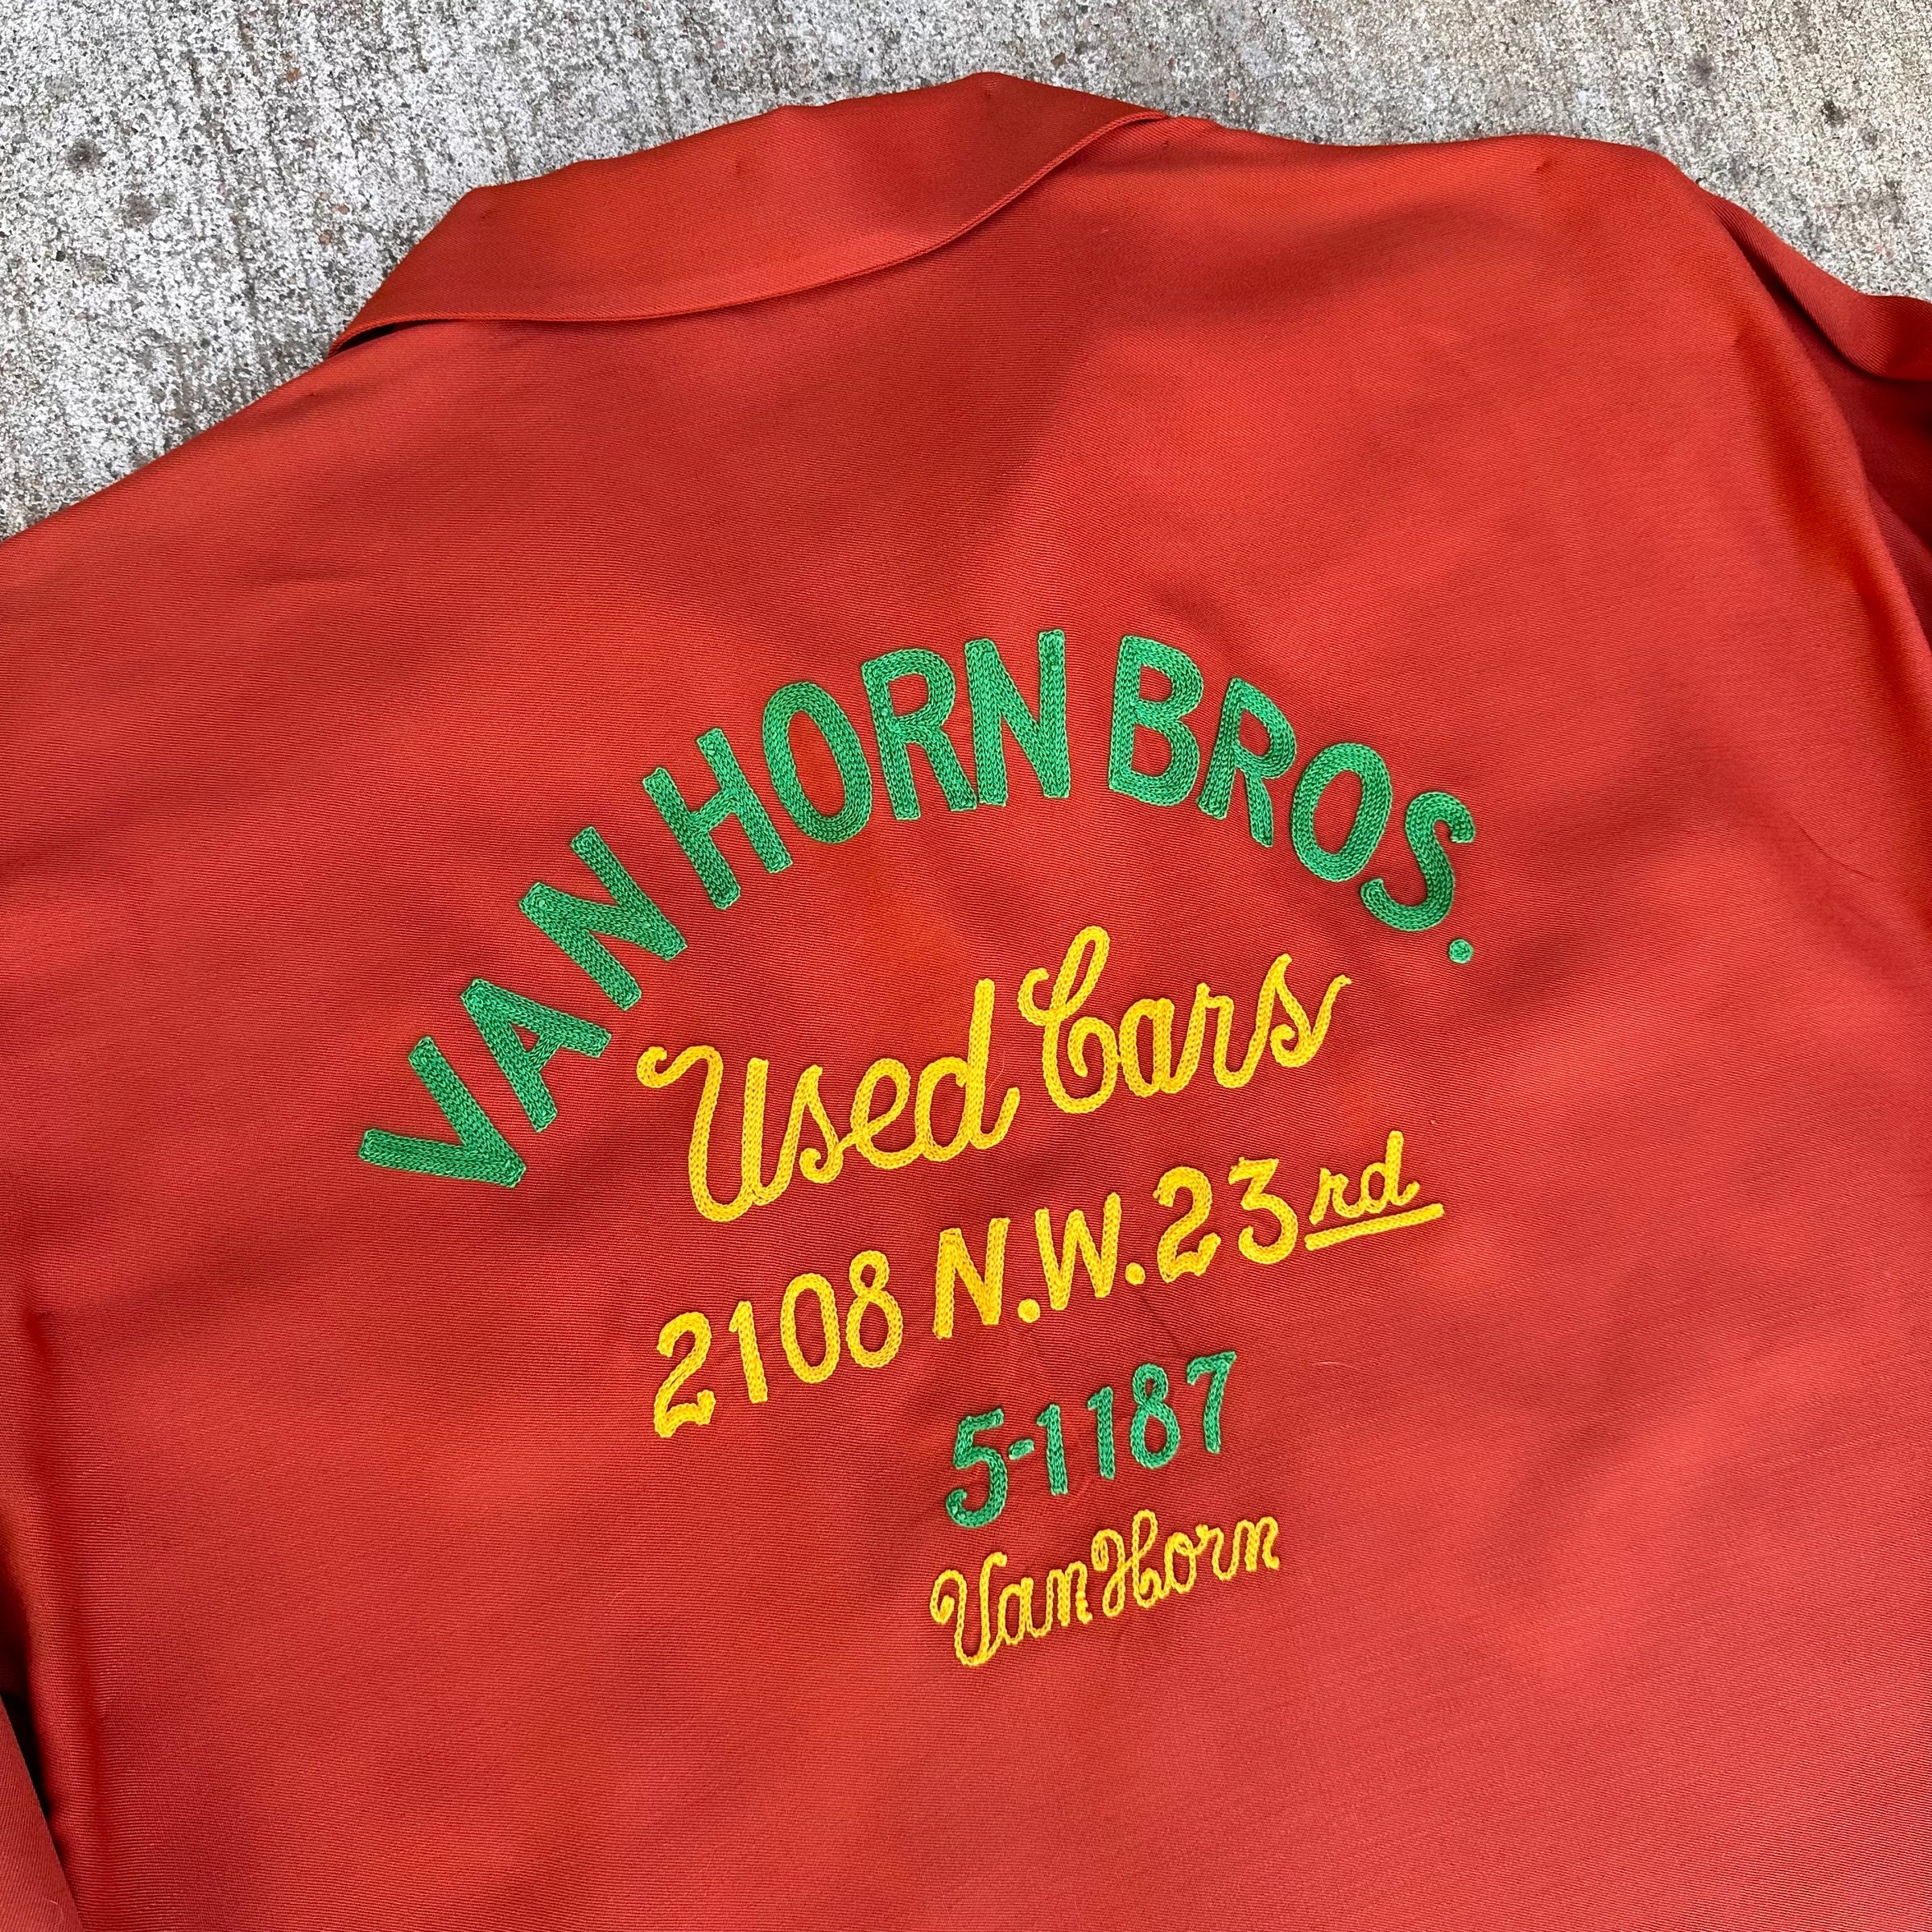 VAN HORN BROS.
Used Cars
2108 N.W. 23rd
5-1187
Van Horn